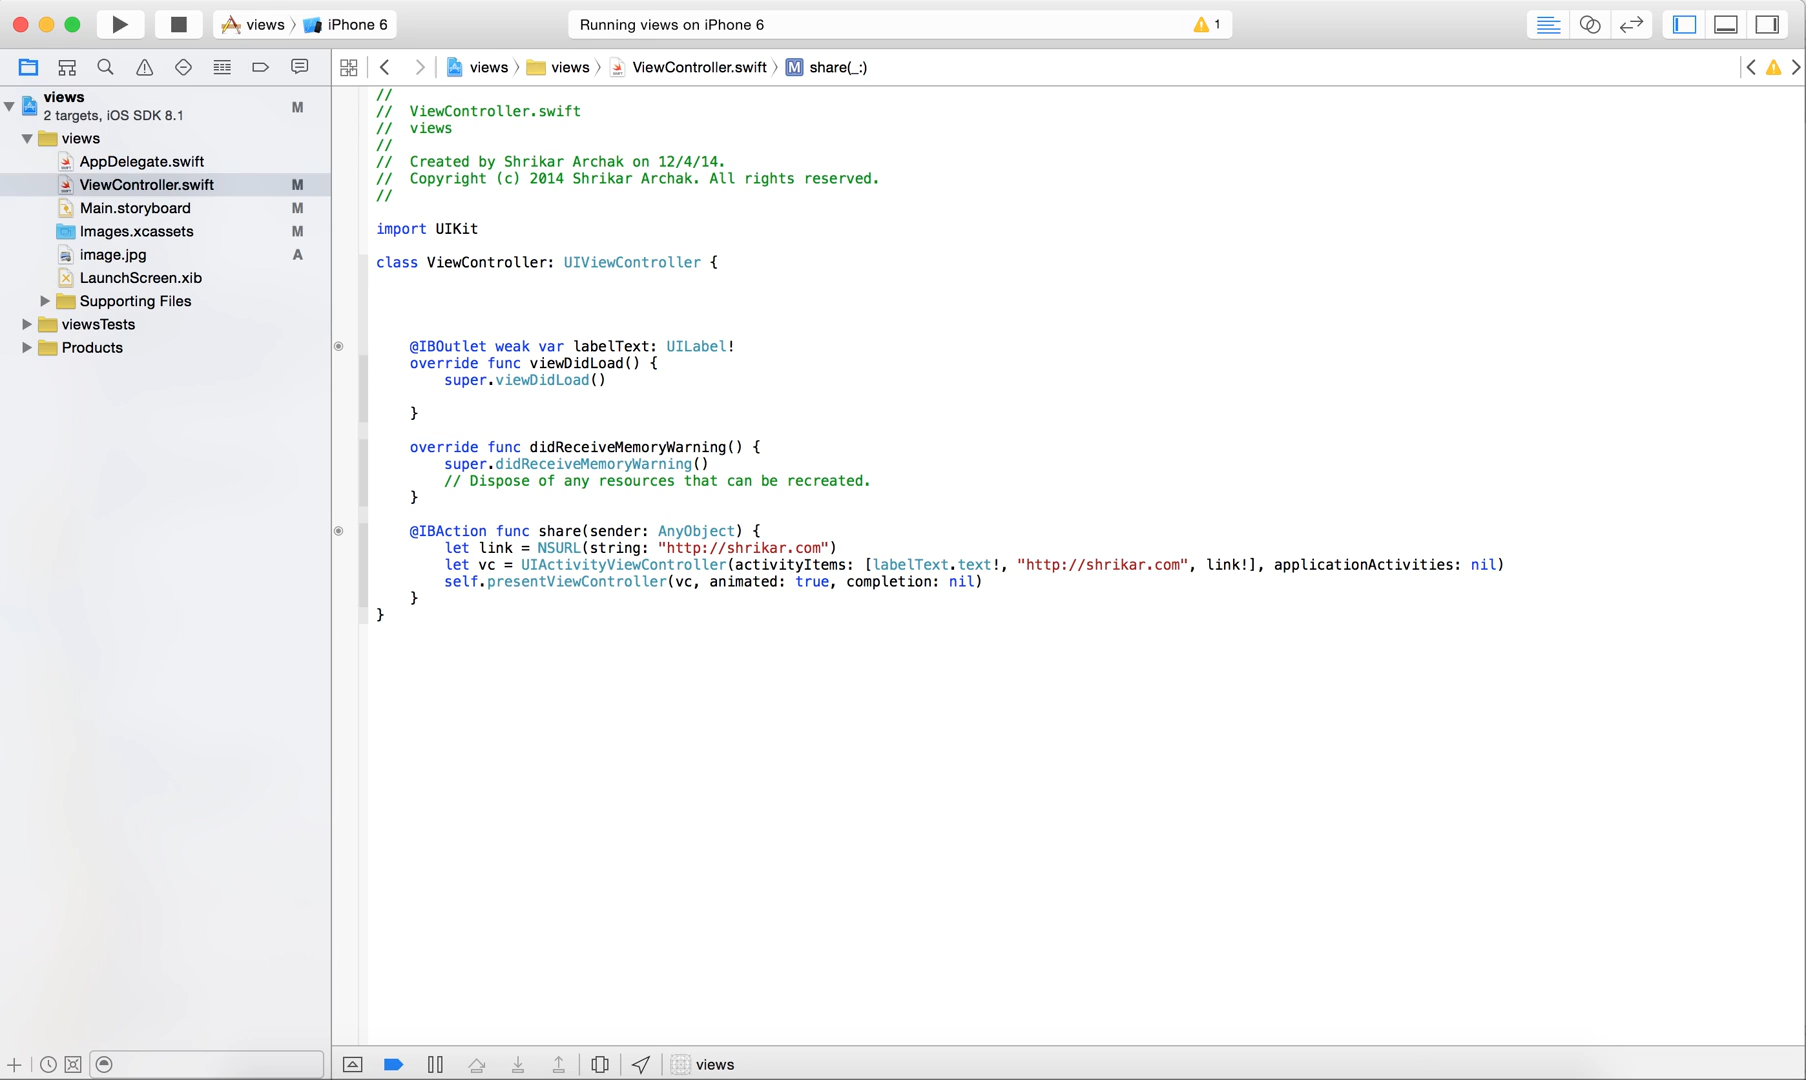 views 〉 iPhone 6
Running views on iPhone 6
1
views 〉 views 〉 ViewController.swift 〉 M share(_:)
views
2 targets, iOS SDK 8.1
M
views
AppDelegate.swift
ViewController.swift M
Main.storyboard M
Images.xcassets M
image.jpg A
LaunchScreen.xib
Supporting Files
viewsTests
Products
//
//  ViewController.swift
//  views
//
//  Created by Shrikar Archak on 12/4/14.
//  Copyright (c) 2014 Shrikar Archak. All rights reserved.
//
import UIKit
class ViewController: UIViewController {
@IBOutlet weak var labelText: UILabel!
override func viewDidLoad() {
super.viewDidLoad()
}
override func didReceiveMemoryWarning() {
super.didReceiveMemoryWarning()
// Dispose of any resources that can be recreated.
}
@IBAction func share(sender: AnyObject) {
let link = NSURL(string: "http://shrikar.com")
let vc = UIActivityViewController(activityItems: [labelText.text!, "http://shrikar.com", link!], applicationActivities: nil)
self.presentViewController(vc, animated: true, completion: nil)
}
}
views